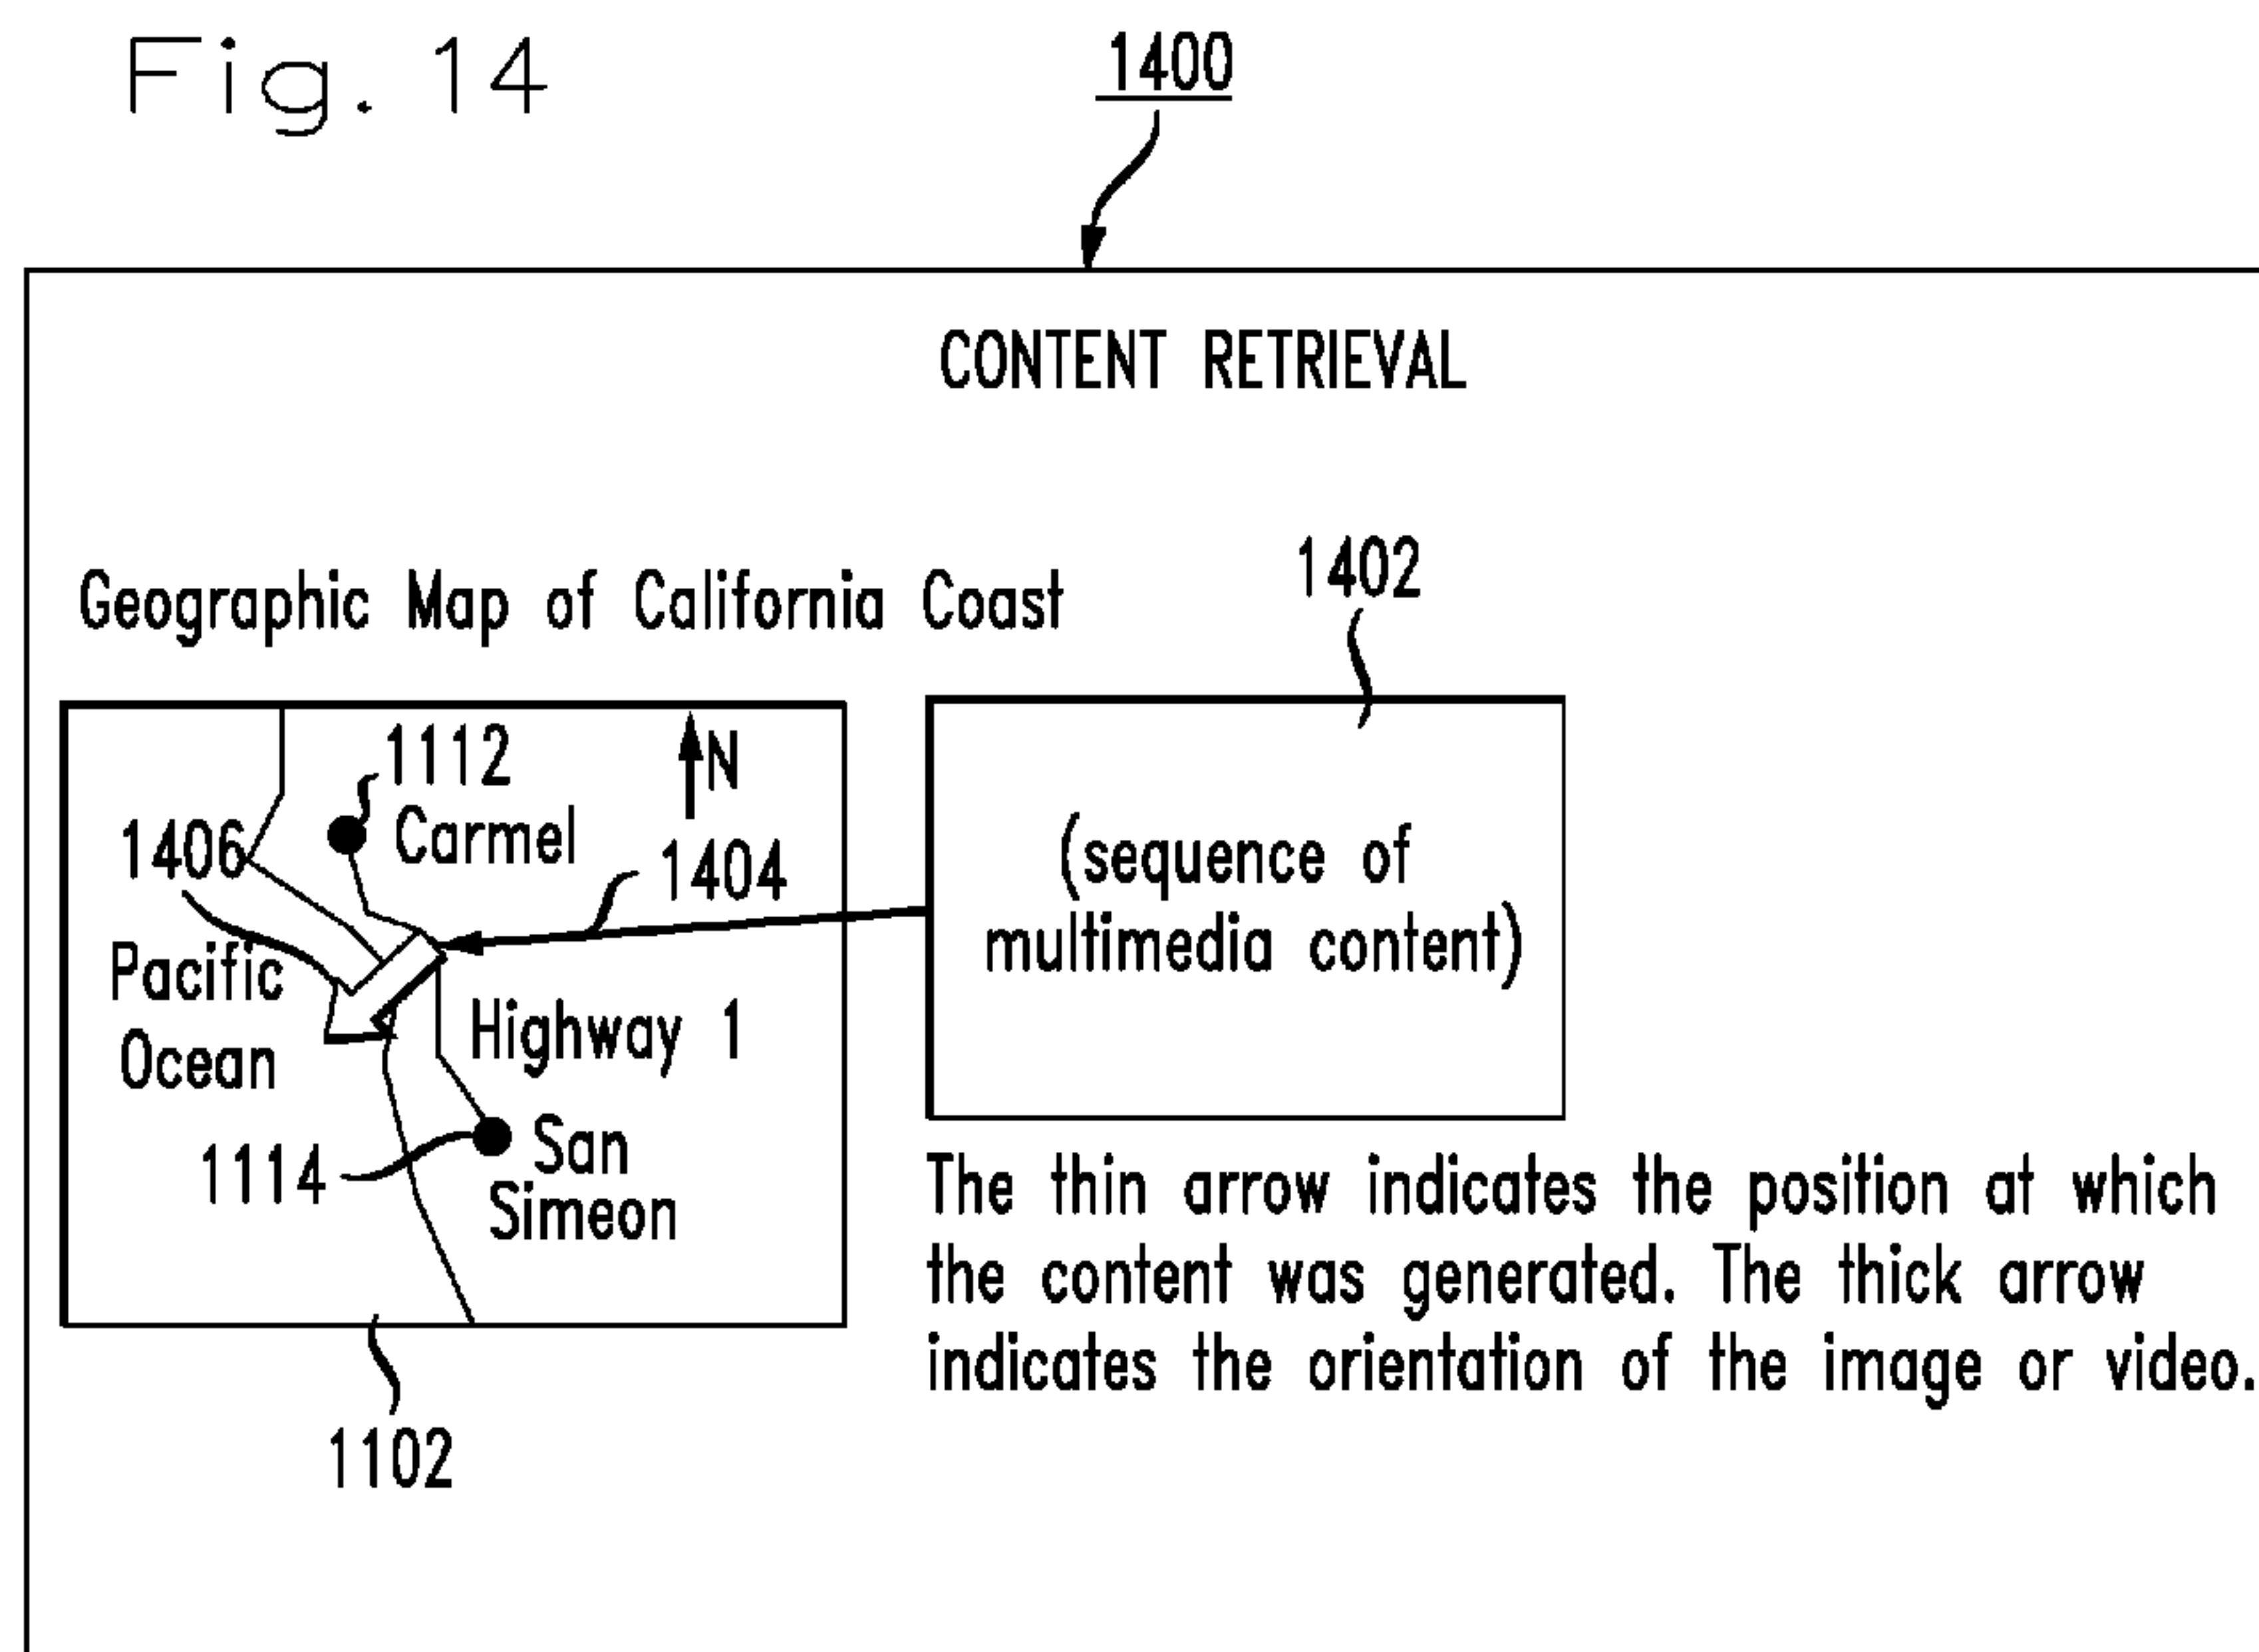 Fig. 14
1400
CONTENT RETRIEVAL
Geographic Map of California Coast
1402
1112
N
Carmel
1406
1404
Pacific
Ocean
Highway 1
1114
San
Simeon
1102
(sequence of
multimedia content)
The thin arrow indicates the position at which
the content was generated. The thick arrow
indicates the orientation of the image or video.